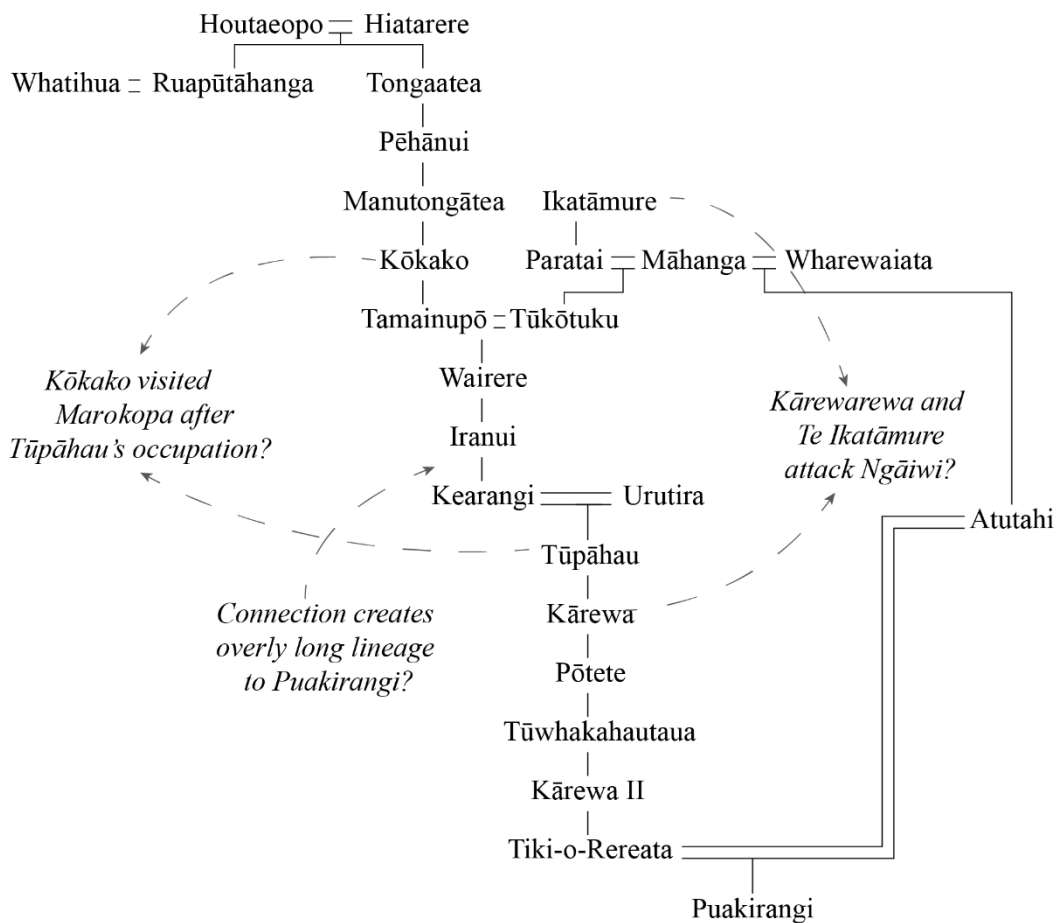 Houtaeopo Hiatarere
Whatihua Ruapūtāhanga Tongaatea
Pēhānui
Manutongātea Ikatāmure
Kōkako Paratai Māhanga Wharewaiata
Tamainupō Tūkōtuku
Wairere
Kōkako visited
Marokopa after
Tūpāhau’s occupation?
Kārewarewa and
Te Ikatāmure
attack Ngāiwi?
Iranui
Kearangi Urutira
Atutahi
Tūpāhau
Connection creates
overly long lineage
to Puakirangi?
Kārewa
Pōtete
Tūwhakahautaua
Kārewa II
Tiki-o-Rereata
Puakirangi